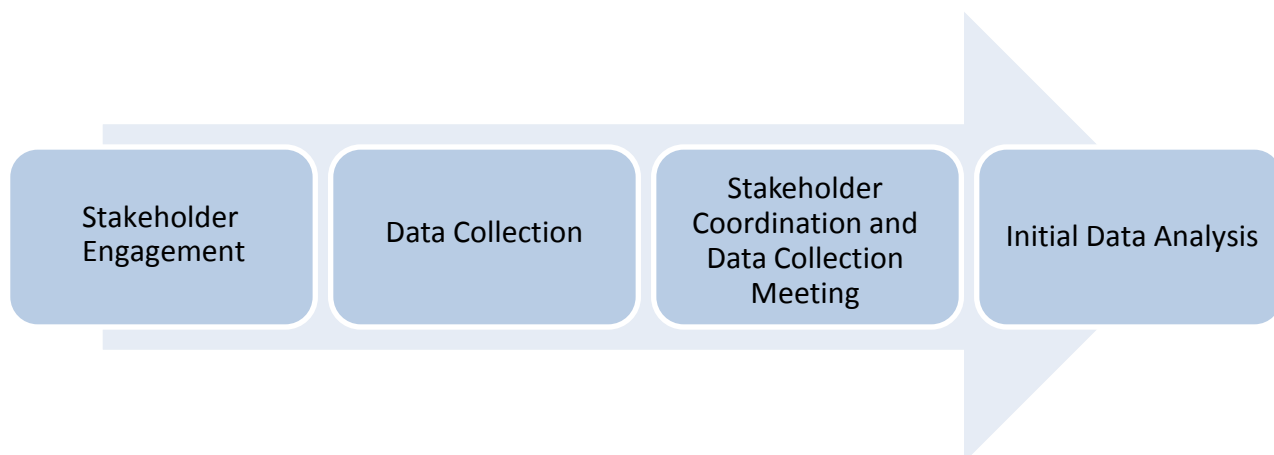 Stakeholder
Engagement
Data Collection
Stakeholder
Coordination and
Data Collection
Meeting
Initial Data Analysis